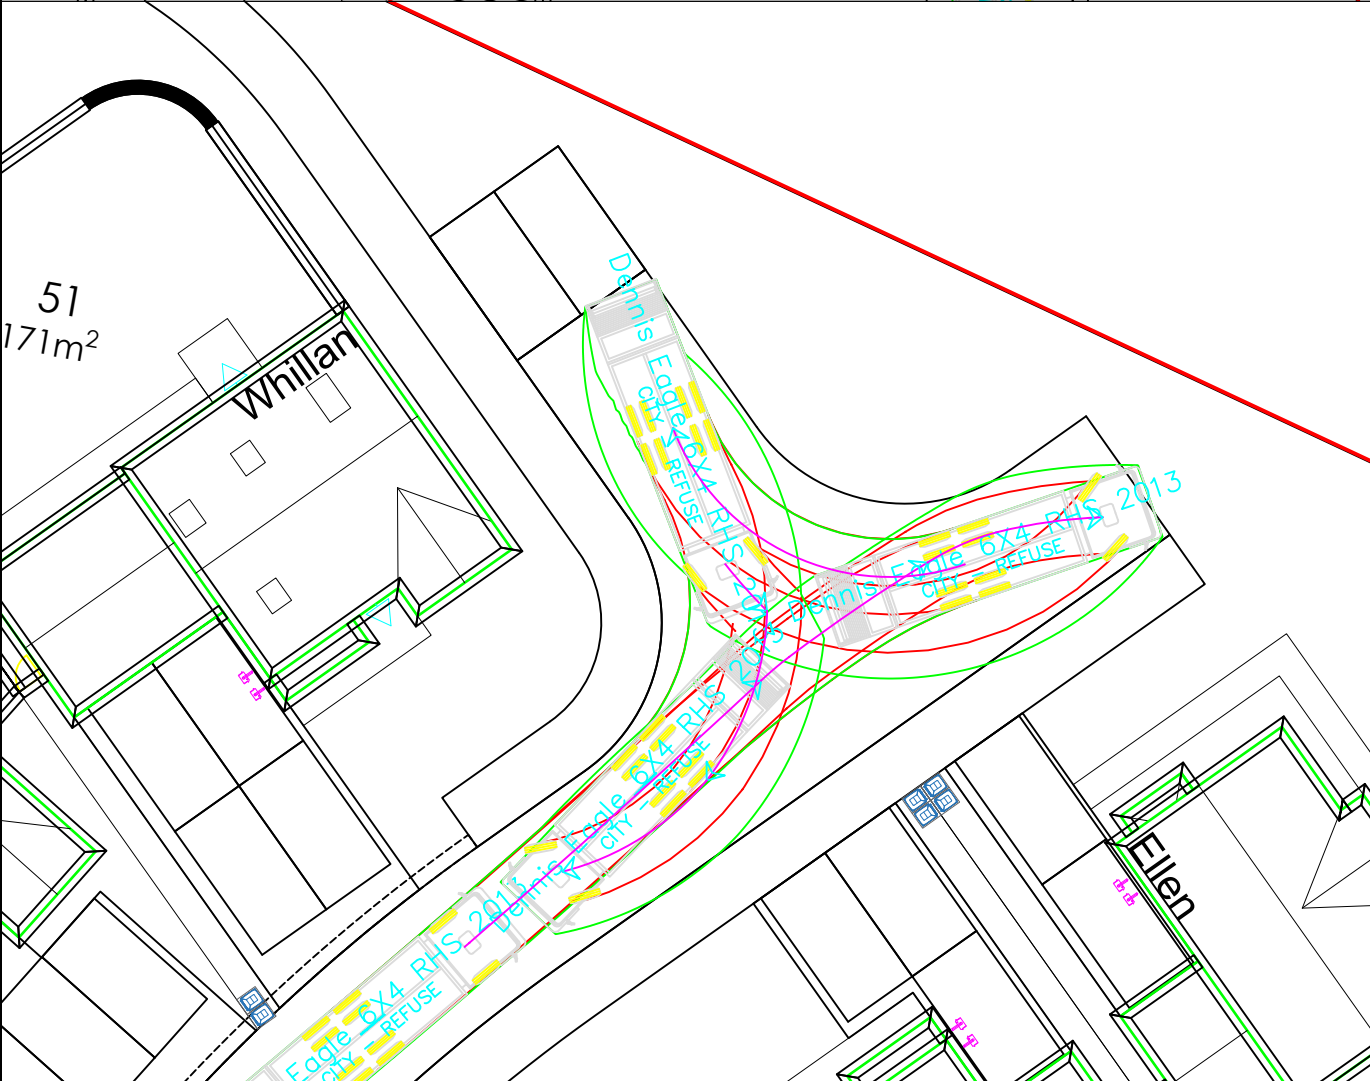 51
171m²
Whillan
Dennis Eagle 6X4 RHS 2013
CITY - REFUSE
Dennis Eagle 6X4 RHS 2013
CITY - REFUSE
Dennis Eagle 6X4 RHS 2013
CITY - REFUSE
Eagle 6X4 RHS 2013
CITY - REFUSE
Ellen